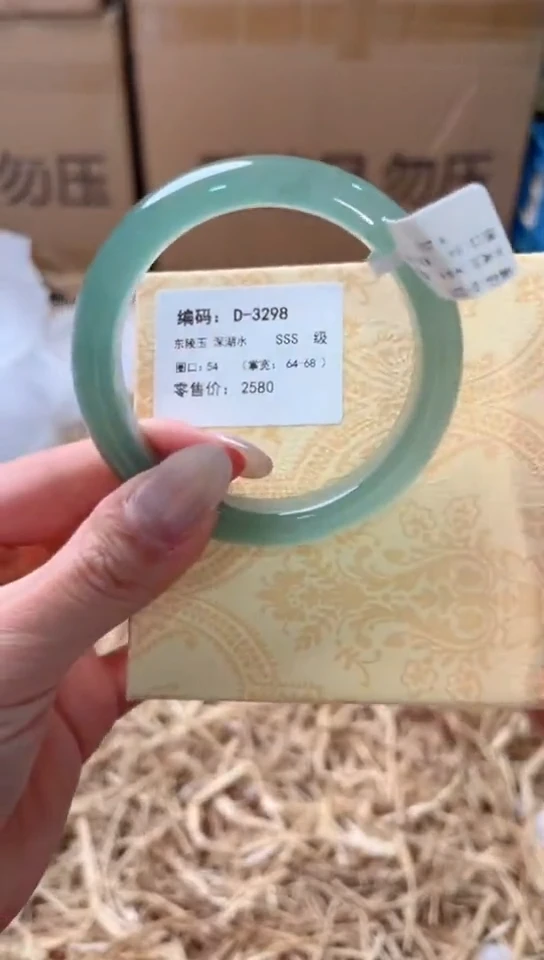 勿压
勿压
编码：D-3298
东陵玉 深湖水 SSS 级
圈口：54 （掌宽：64-68 ）
零售价：2580